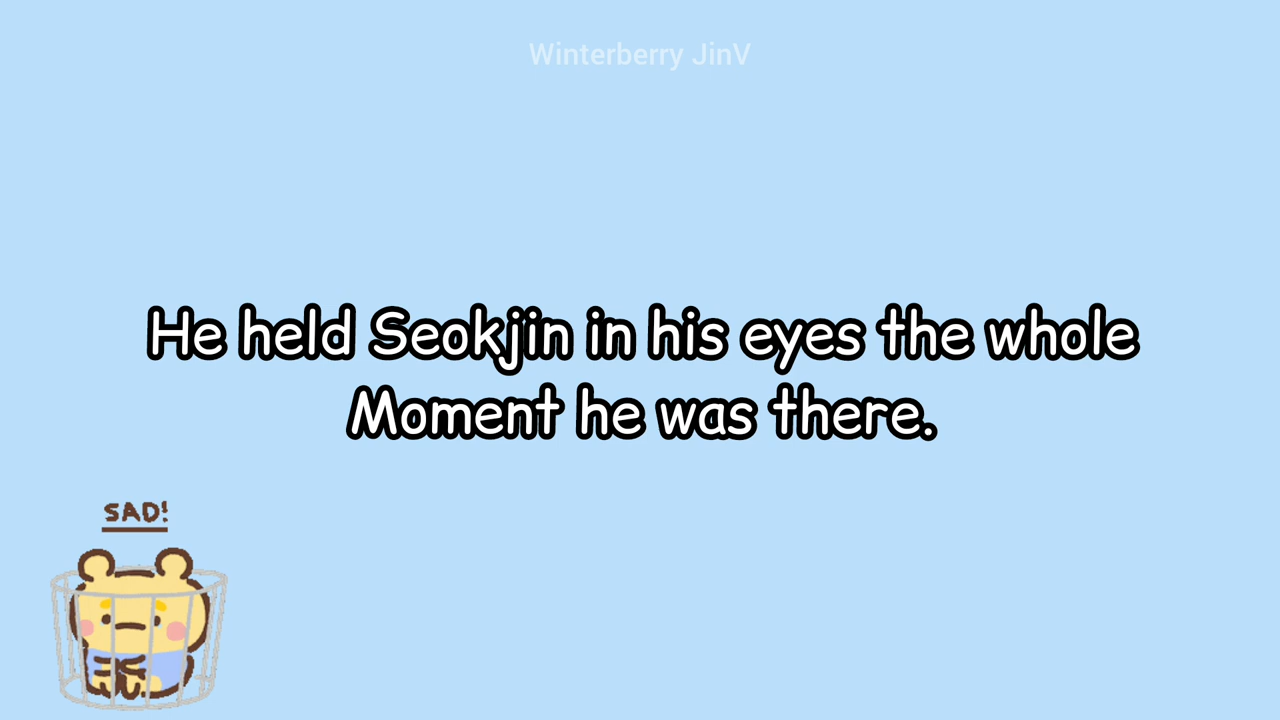 Winterberry JinV
He held Seokjin in his eyes the whole
Moment he was there.
SAD!